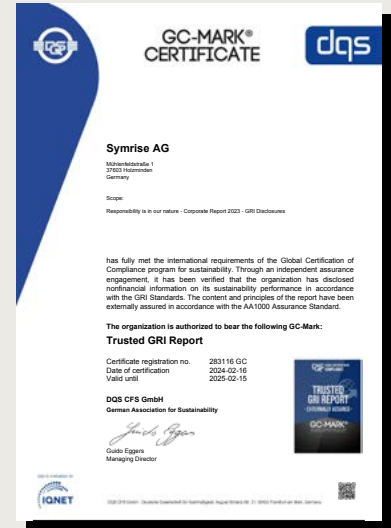 DQS
GC-MARK®
CERTIFICATE
dqs
Symrise AG
Mühlenfeldstraße 1
37603 Holzminden
Germany
Scope:
Responsibility is in our nature - Corporate Report 2023 - GRI Disclosures
has fully met the international requirements of the Global Certification of
Compliance program for sustainability. Through an independent assurance
engagement, it has been verified that the organization has disclosed
nonfinancial information on its sustainability performance in accordance
with the GRI Standards. The content and principles of the report have been
externally assured in accordance with the AA1000 Assurance Standard.
The organization is authorized to bear the following GC-Mark:
Trusted GRI Report
Certificate registration no. 283116 GC
Date of certification 2024-02-16
Valid until 2025-02-15
DQS CFS GmbH
German Association for Sustainability
Guido Eggers
Guido Eggers
Managing Director
TRUSTED
GRI REPORT
EXTERNALLY ASSURED
GC-MARK®
IQNET